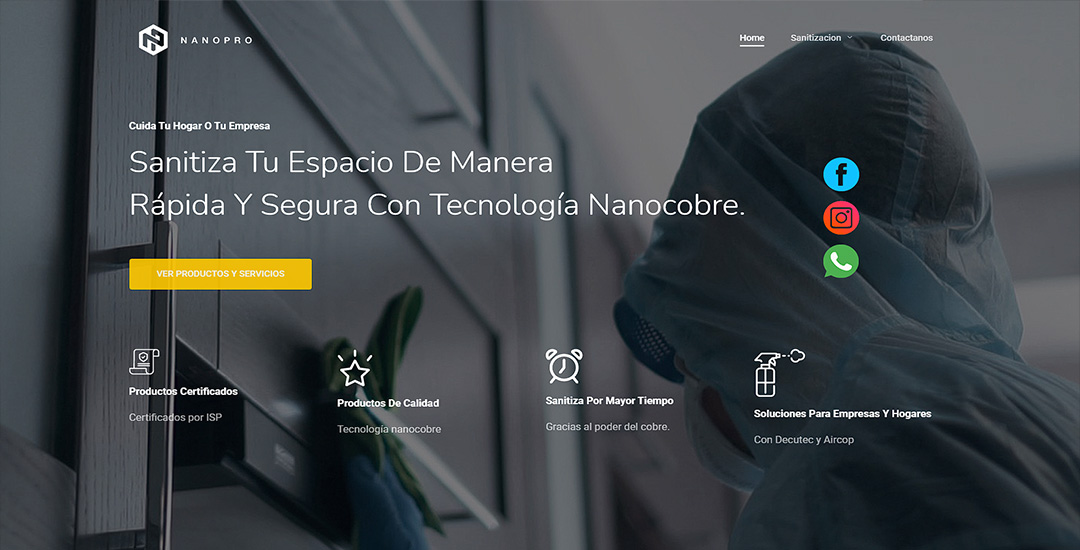 NANOPRO
Home
Sanitizacion
Contactanos
Cuida Tu Hogar O Tu Empresa
Sanitiza Tu Espacio De Manera
Rápida Y Segura Con Tecnología Nanocobre.
VER PRODUCTOS Y SERVICIOS
Productos Certificados
Certificados por ISP
Productos De Calidad
Tecnología nanocobre
Sanitiza Por Mayor Tiempo
Gracias al poder del cobre.
Soluciones Para Empresas Y Hogares
Con Decutec y Aircop